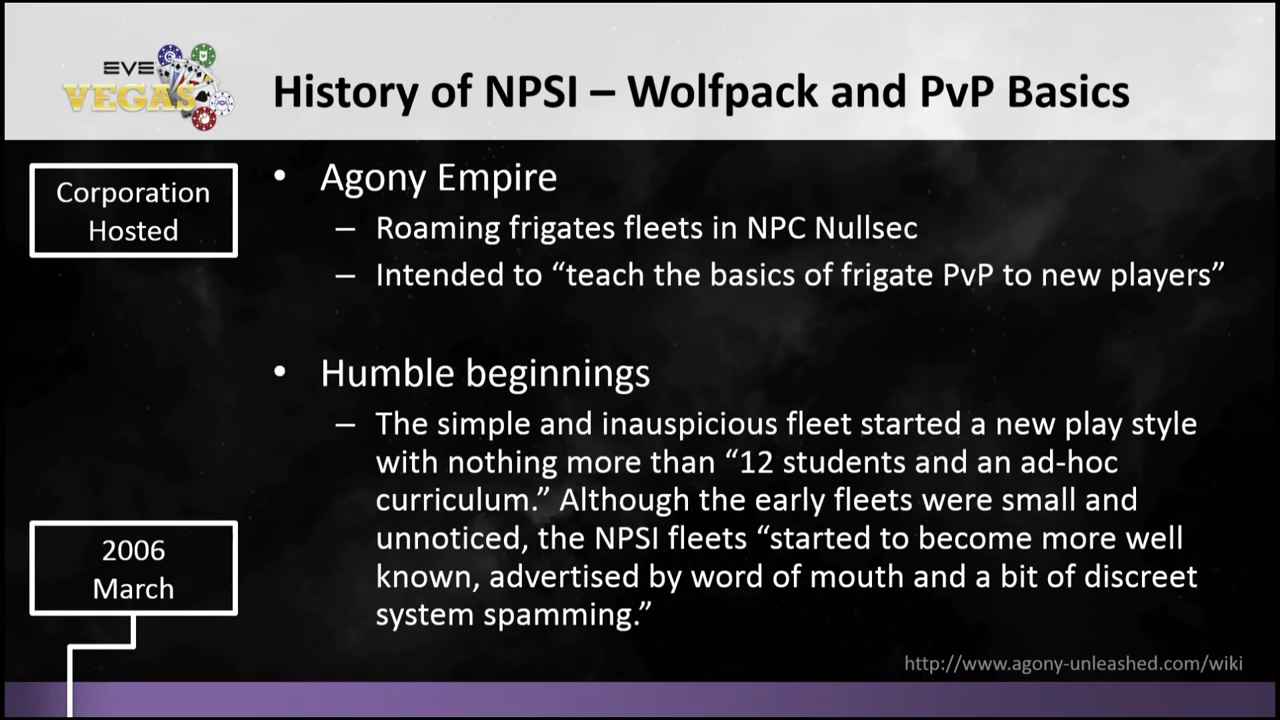 EVE
VEGAS
History of NPSI – Wolfpack and PvP Basics
Corporation
Hosted
• Agony Empire
– Roaming frigates fleets in NPC Nullsec
– Intended to “teach the basics of frigate PvP to new players”
• Humble beginnings
– The simple and inauspicious fleet started a new play style
with nothing more than “12 students and an ad-hoc
curriculum.” Although the early fleets were small and
unnoticed, the NPSI fleets “started to become more well
known, advertised by word of mouth and a bit of discreet
system spamming.”
2006
March
http://www.agony-unleashed.com/wiki